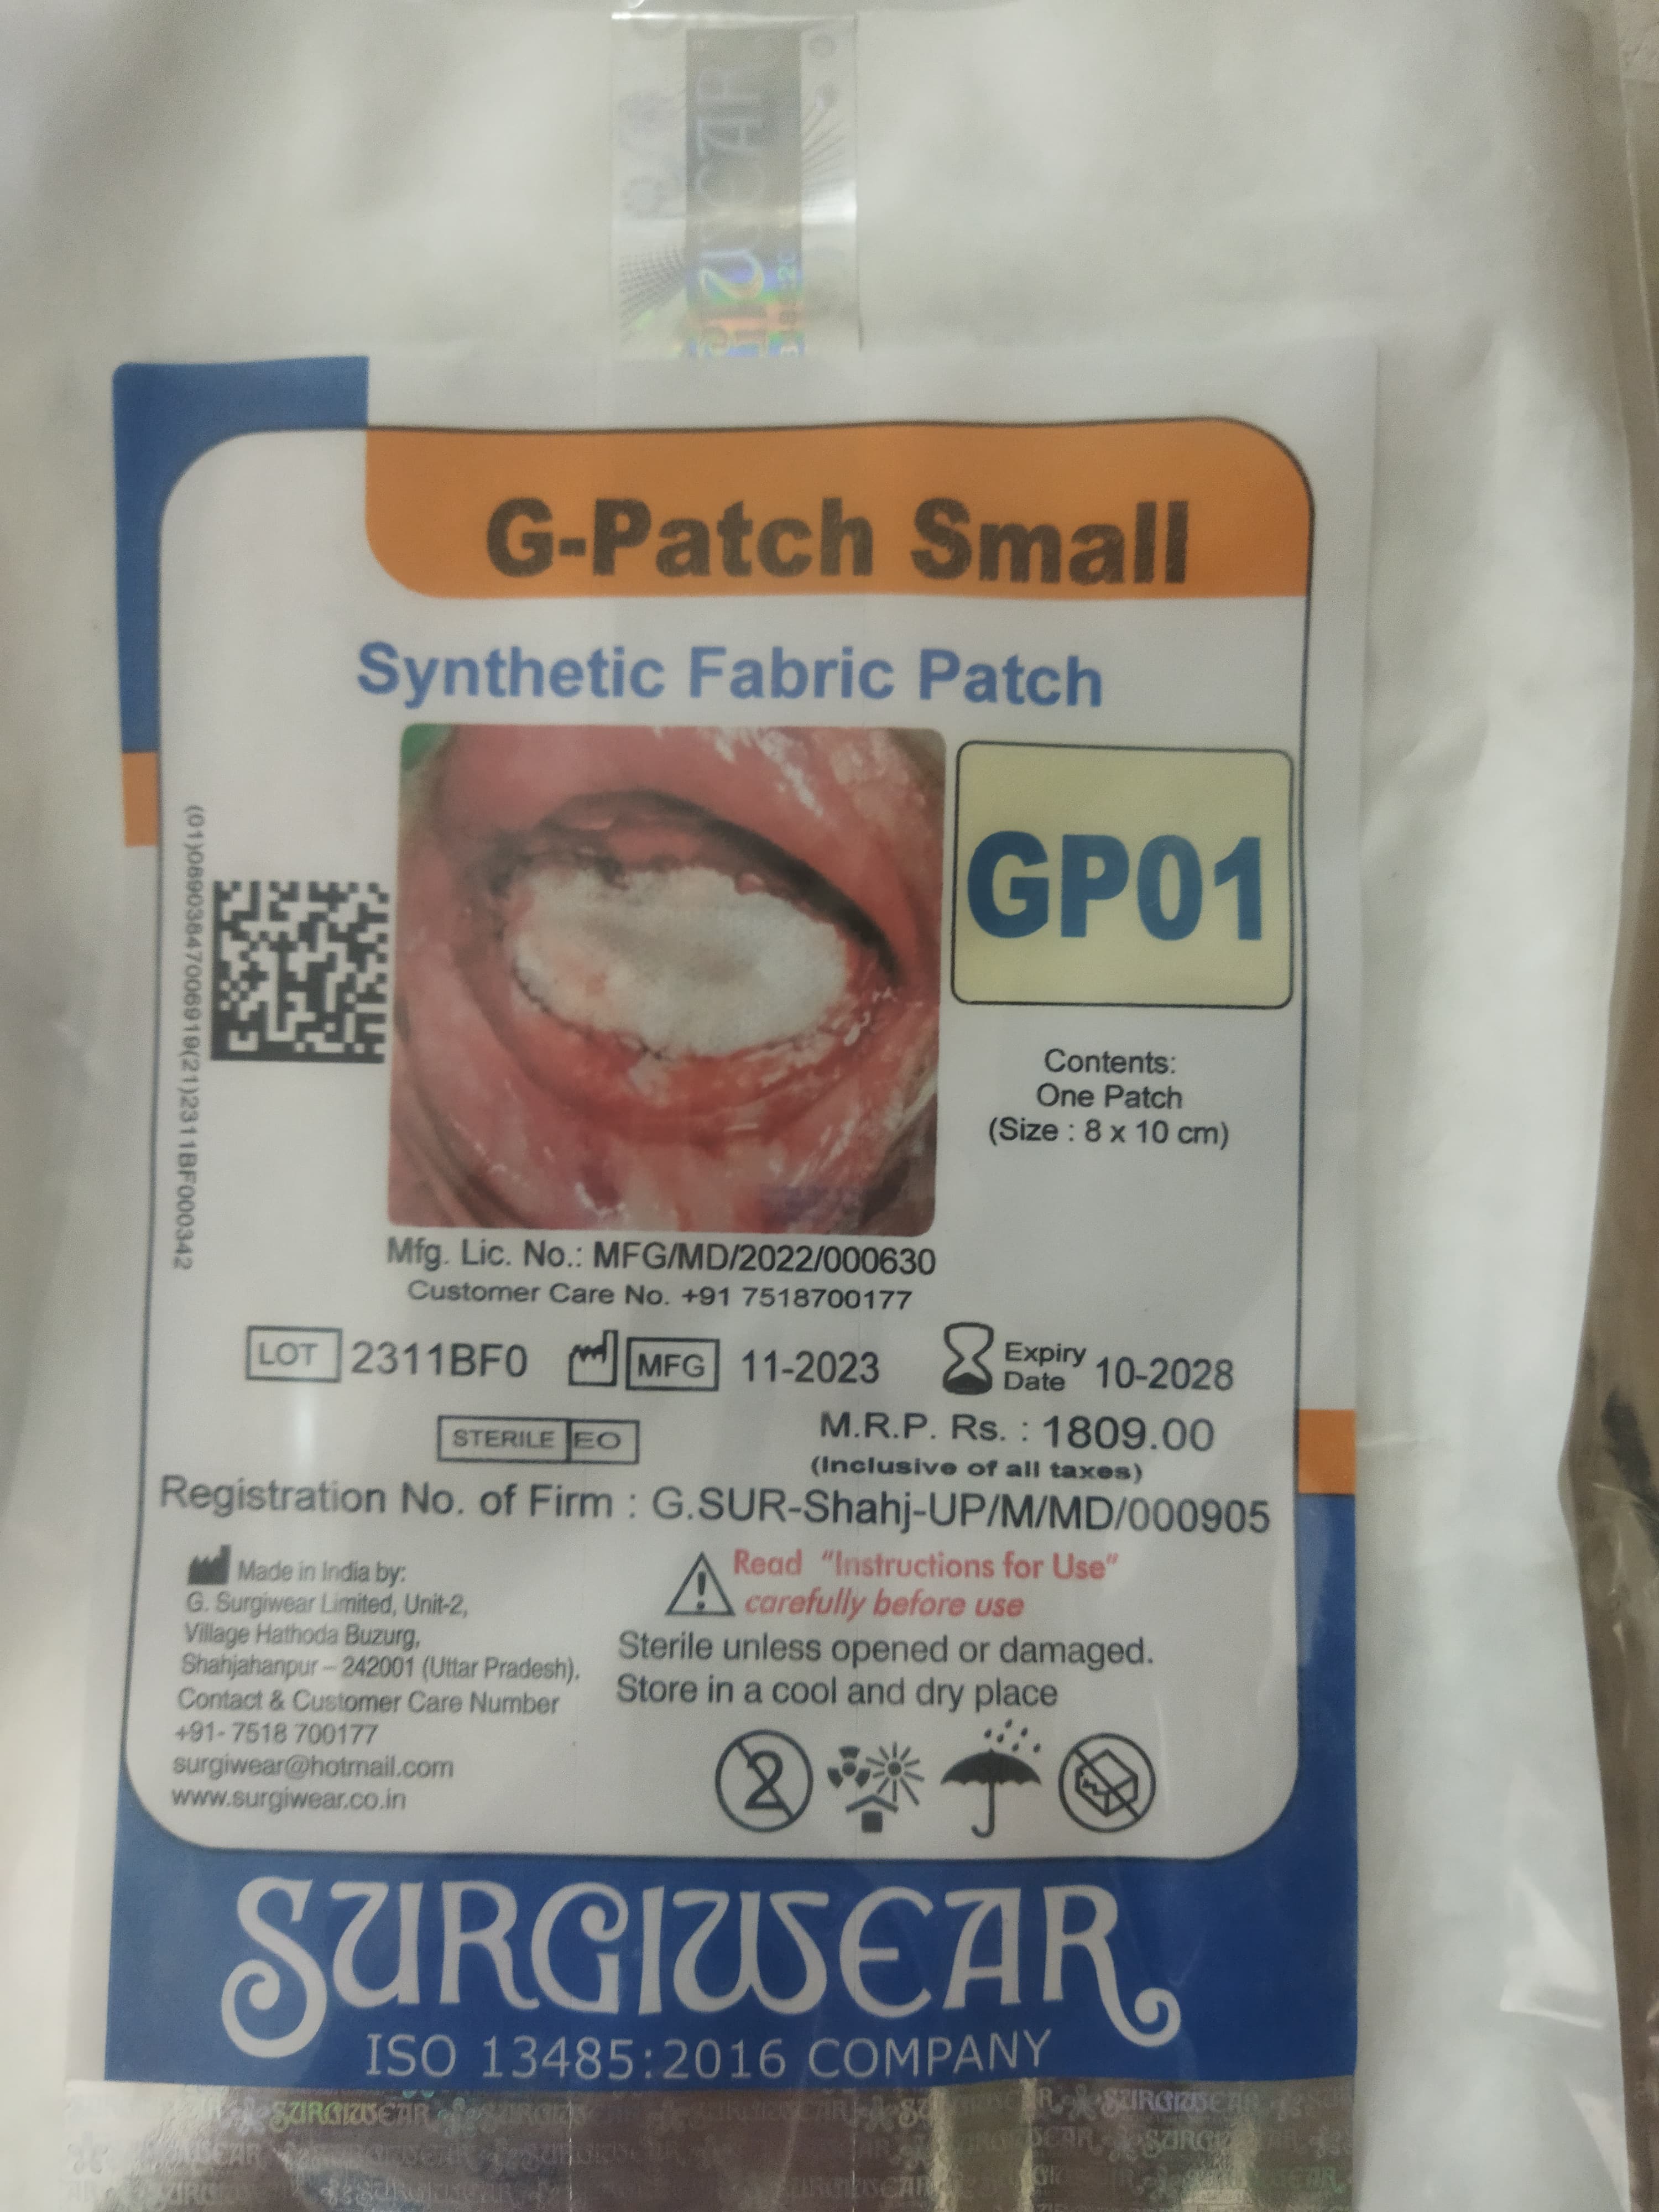 SURGIWEAR
G-Patch Small
Synthetic Fabric Patch
GP01
(01)08903847006919(21)2311BF000342
Contents:
One Patch
(Size : 8 x 10 cm)
Mfg. Lic. No.: MFG/MD/2022/000630
Customer Care No. +91 7518700177
LOT 2311BF0 MFG 11-2023 Expiry Date 10-2028
STERILE EO
M.R.P. Rs. : 1809.00
(Inclusive of all taxes)
Registration No. of Firm : G.SUR-Shahj-UP/M/MD/000905
Made in India by:
G. Surgiwear Limited, Unit-2,
Village Hathoda Buzurg,
Shahjahanpur – 242001 (Uttar Pradesh).
Contact & Customer Care Number
+91- 7518 700177
surgiwear@hotmail.com
www.surgiwear.co.in
Read "Instructions for Use"
carefully before use
Sterile unless opened or damaged.
Store in a cool and dry place
2
SURGIWEAR
ISO 13485:2016 COMPANY
SURGIWEAR SURGIWEAR SURGIWEAR